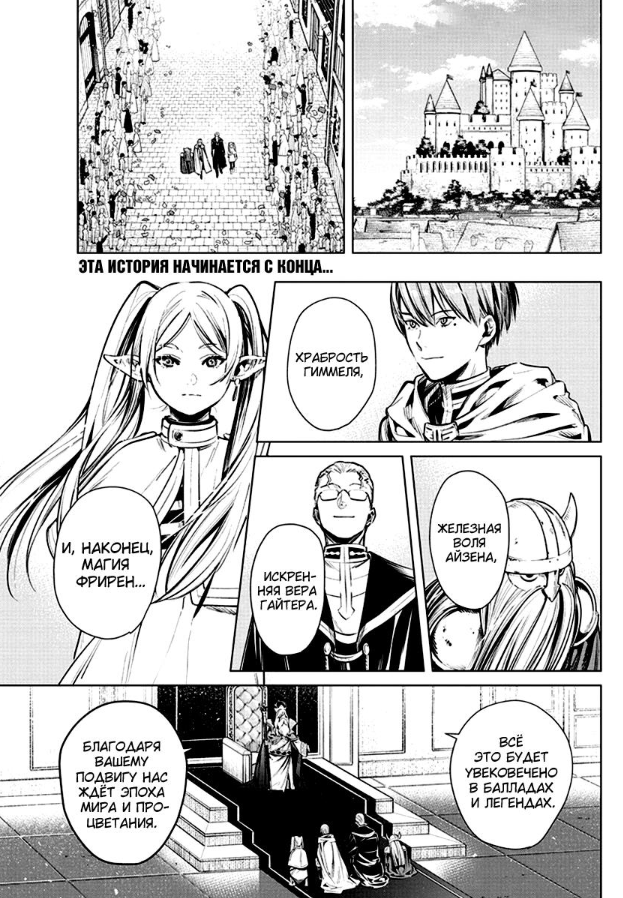 ЭТА ИСТОРИЯ НАЧИНАЕТСЯ С КОНЦА...
ХРАБРОСТЬ
ГИММЕЛЯ,
ЖЕЛЕЗНАЯ
ВОЛЯ
АЙЗЕНА,
ИСКРЕН-
НЯЯ ВЕРА
ГАЙТЕРА.
И, НАКОНЕЦ,
МАГИЯ
ФРИРЕН...
ВСЁ
ЭТО БУДЕТ
УВЕКОВЕЧЕНО
В БАЛЛАДАХ
И ЛЕГЕНДАХ.
БЛАГОДАРЯ
ВАШЕМУ
ПОДВИГУ НАС
ЖДЁТ ЭПОХА
МИРА И ПРО-
ЦВЕТАНИЯ.